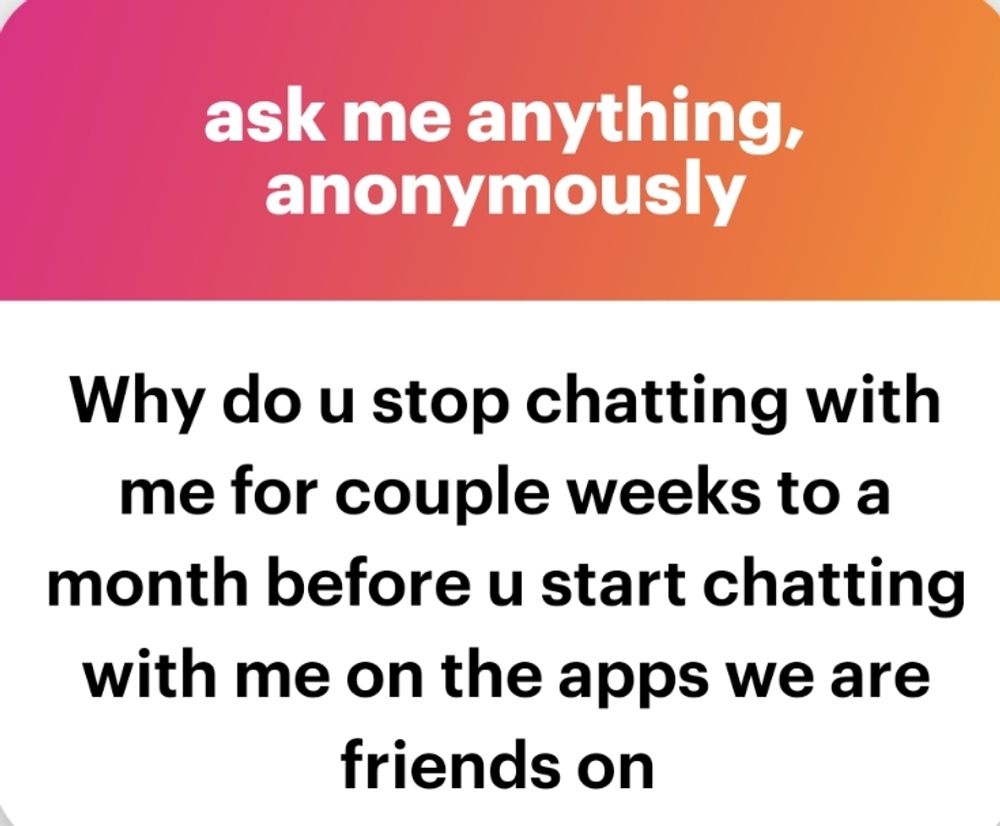 ask me anything,
anonymously
Why do u stop chatting with
me for couple weeks to a
month before u start chatting
with me on the apps we are
friends on